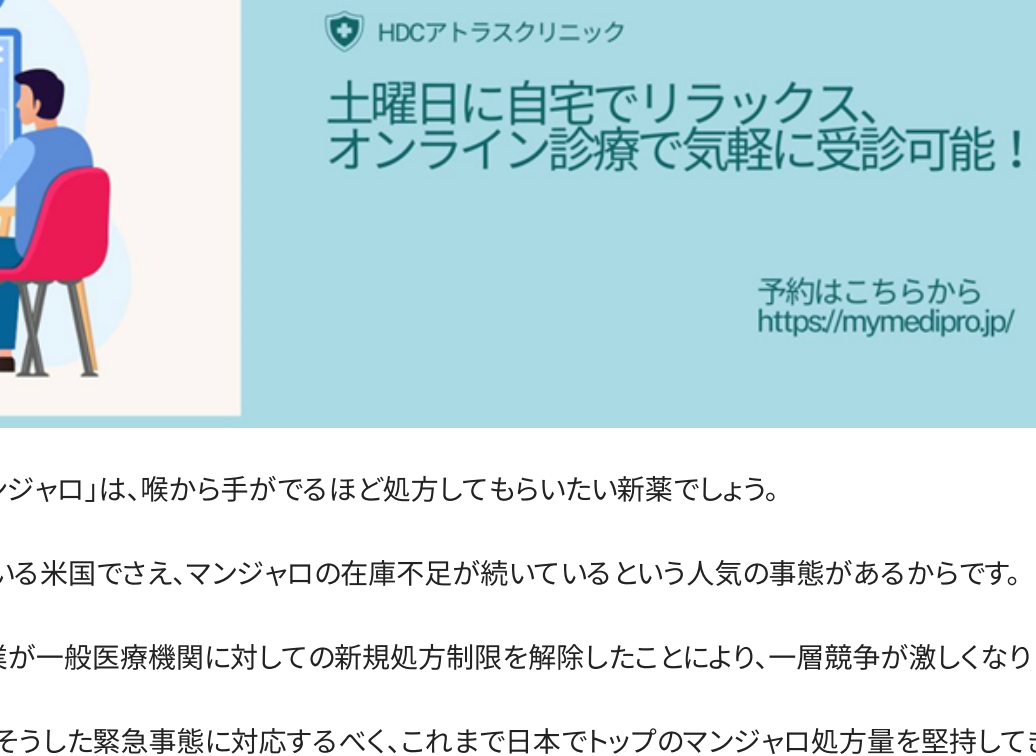 HDCアトラスクリニック
土曜日に自宅でリラックス、
オンライン診療で気軽に受診可能！
予約はこちらから
https://mymedipro.jp/
ンジャロ」は、喉から手がでるほど処方してもらいたい新薬でしょう。
いる米国でさえ、マンジャロの在庫不足が続いているという人気の事態があるからです。
業が一般医療機関に対しての新規処方制限を解除したことにより、一層競争が激しくなり
そうした緊急事態に対応するべく、これまで日本でトップのマンジャロ処方量を堅持して